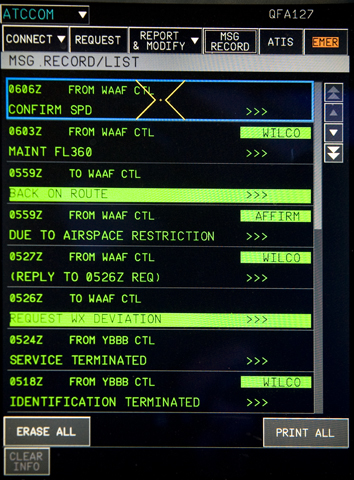 ATCCOM ▼ QFA127
CONNECT ▼ REQUEST REPORT & MODIFY ▼ MSG RECORD ATIS EMER
MSG RECORD/LIST
0606Z FROM WAAF CTL
CONFIRM SPD >>>
0603Z FROM WAAF CTL WILCO
MAINT FL360 >>>
0559Z TO WAAF CTL
BACK ON ROUTE >>>
0559Z FROM WAAF CTL AFFIRM
DUE TO AIRSPACE RESTRICTION >>>
0527Z FROM WAAF CTL WILCO
(REPLY TO 0526Z REQ) >>>
0526Z TO WAAF CTL
REQUEST WX DEVIATION >>>
0524Z FROM YBBB CTL
SERVICE TERMINATED >>>
0518Z FROM YBBB CTL WILCO
IDENTIFICATION TERMINATED >>>
ERASE ALL PRINT ALL
CLEAR
INFO